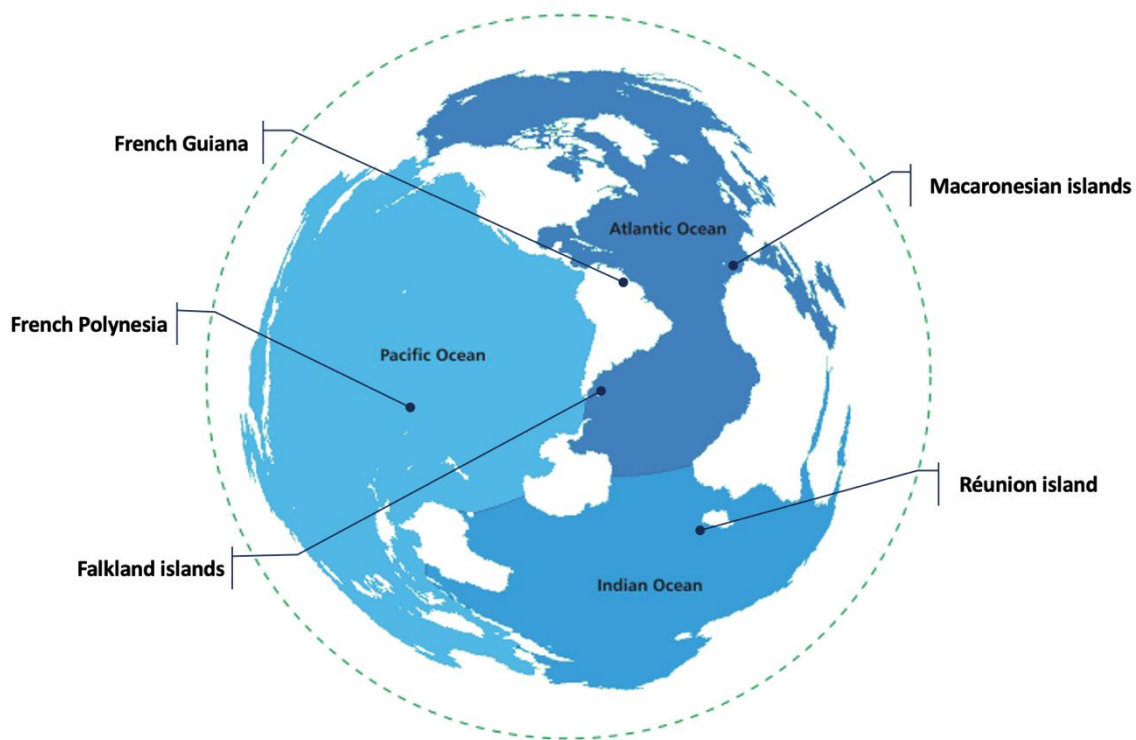 French Guiana
Macaronesian islands
Atlantic Ocean
French Polynesia
Pacific Ocean
Réunion island
Falkland islands
Indian Ocean